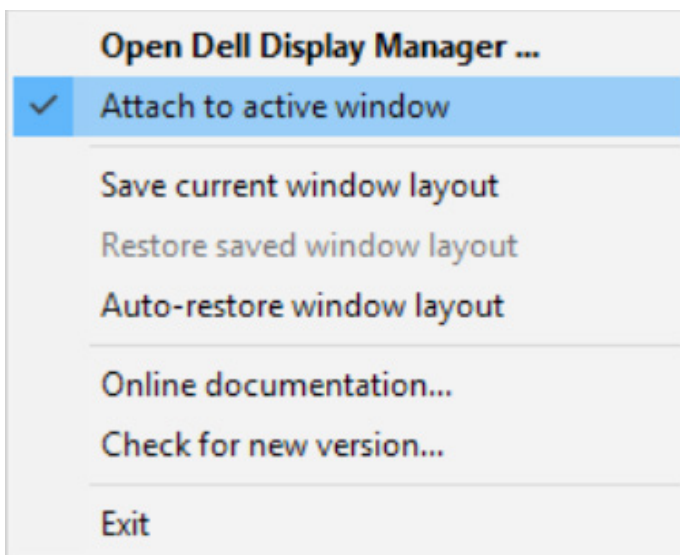 Open Dell Display Manager ...
Attach to active window
Save current window layout
Restore saved window layout
Auto-restore window layout
Online documentation...
Check for new version...
Exit